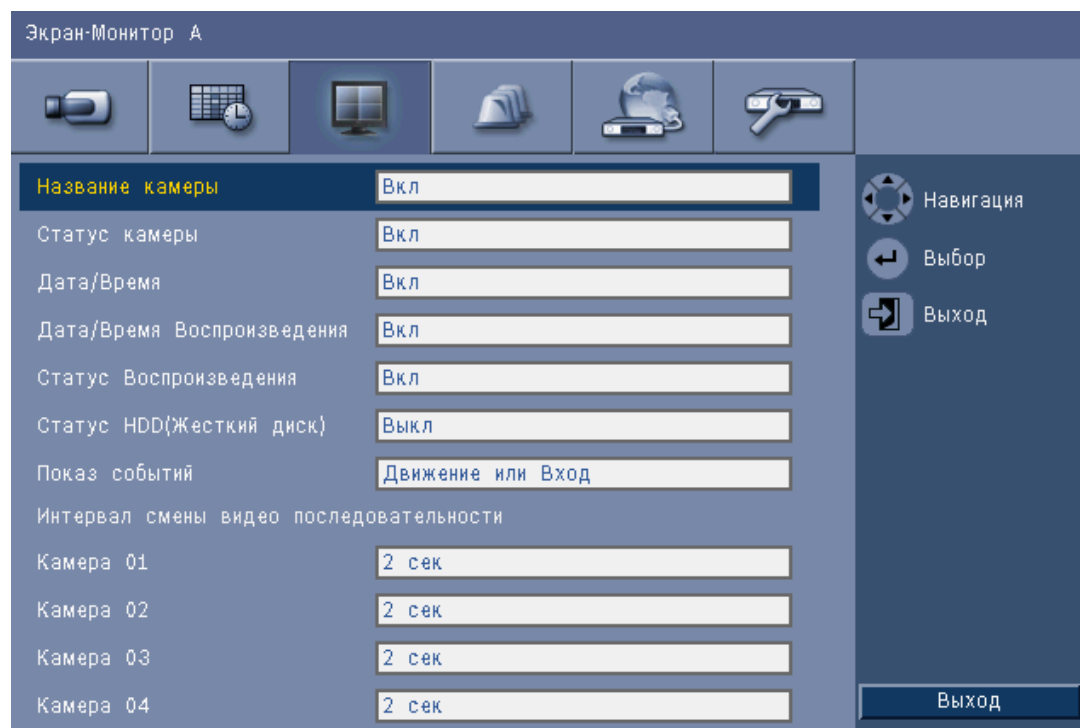 Экран-Монитор А
Название камеры Вкл
Статус камеры Вкл
Дата/Время Вкл
Дата/Время Воспроизведения Вкл
Статус Воспроизведения Вкл
Статус HDD(Жесткий диск) Выкл
Показ событий Движение или Вход
Интервал смены видео последовательности
Камера 01 2 сек
Камера 02 2 сек
Камера 03 2 сек
Камера 04 2 сек
Навигация
Выбор
Выход
Выход